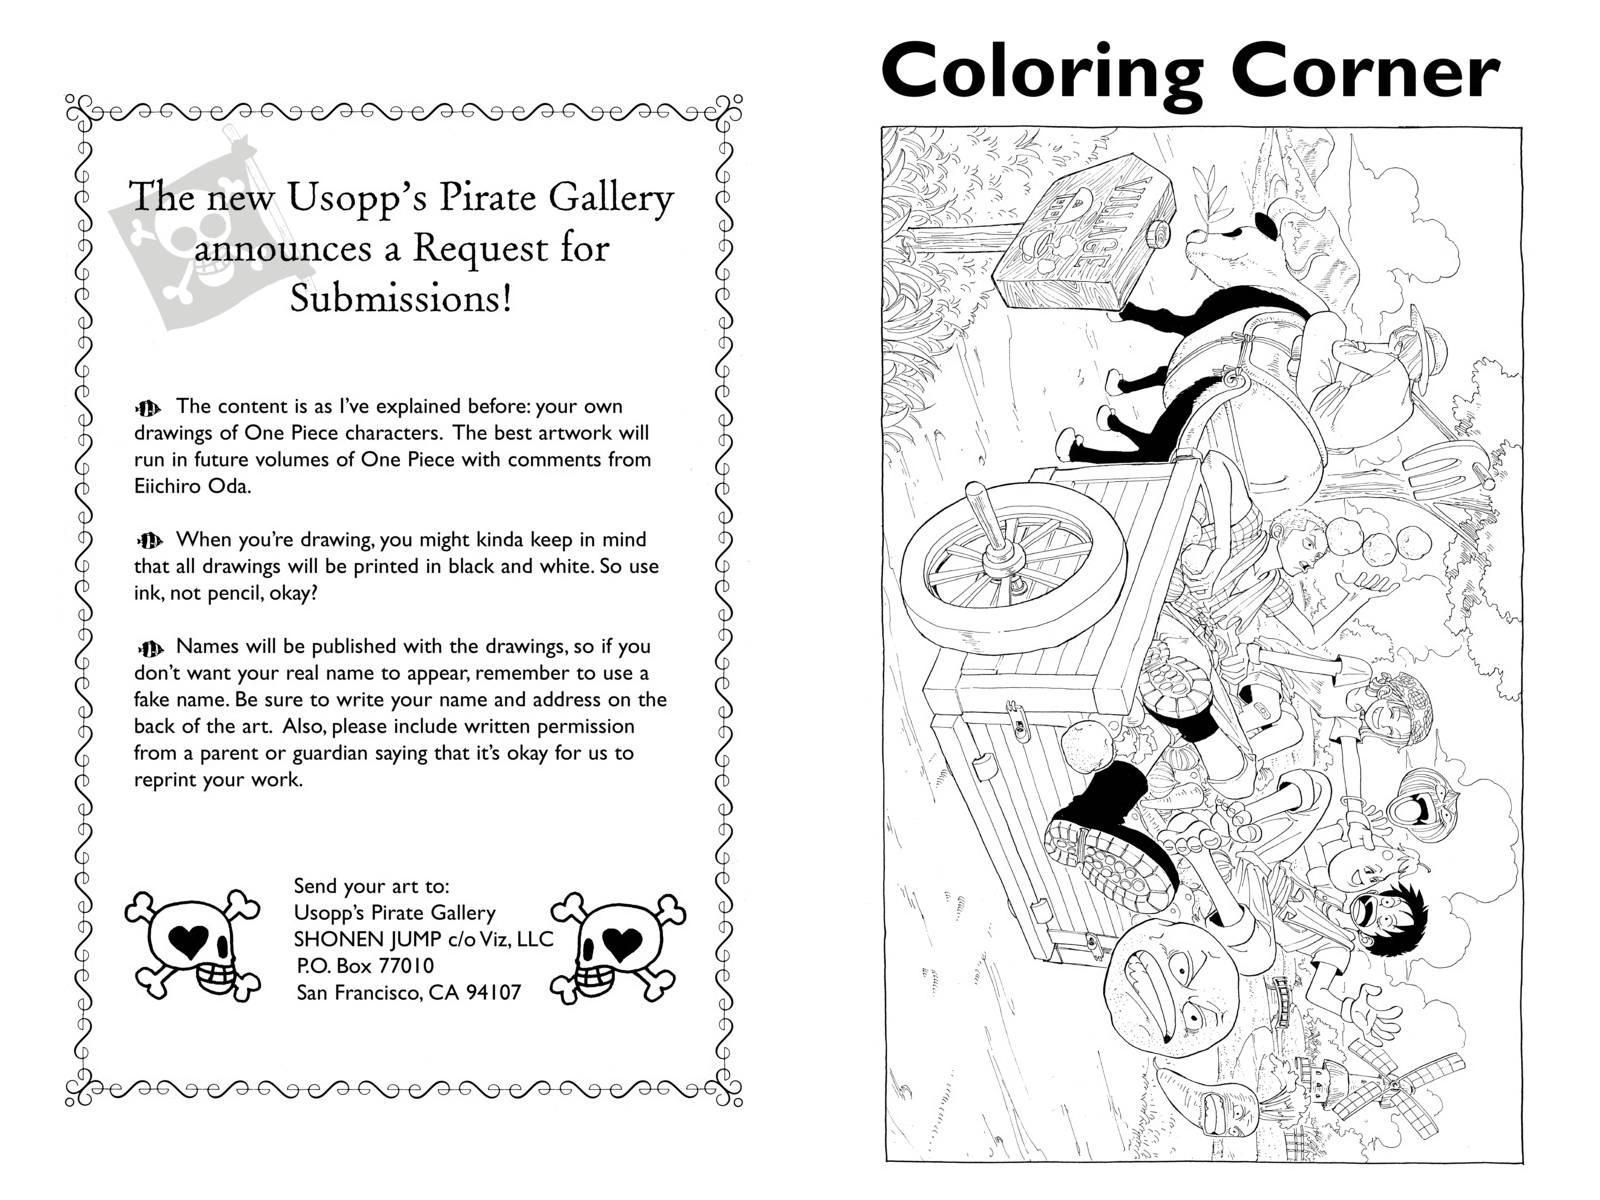 The new Usopp's Pirate Gallery
announces a Request for
Submissions!
The content is as I've explained before: your own
drawings of One Piece characters. The best artwork will
run in future volumes of One Piece with comments from
Eiichiro Oda.
When you're drawing, you might kinda keep in mind
that all drawings will be printed in black and white. So use
ink, not pencil, okay?
Names will be published with the drawings, so if you
don't want your real name to appear, remember to use a
fake name. Be sure to write your name and address on the
back of the art. Also, please include written permission
from a parent or guardian saying that it's okay for us to
reprint your work.
Send your art to:
Usopp's Pirate Gallery
SHONEN JUMP c/o Viz, LLC
P.O. Box 77010
San Francisco, CA 94107
Coloring Corner
VILLAGE